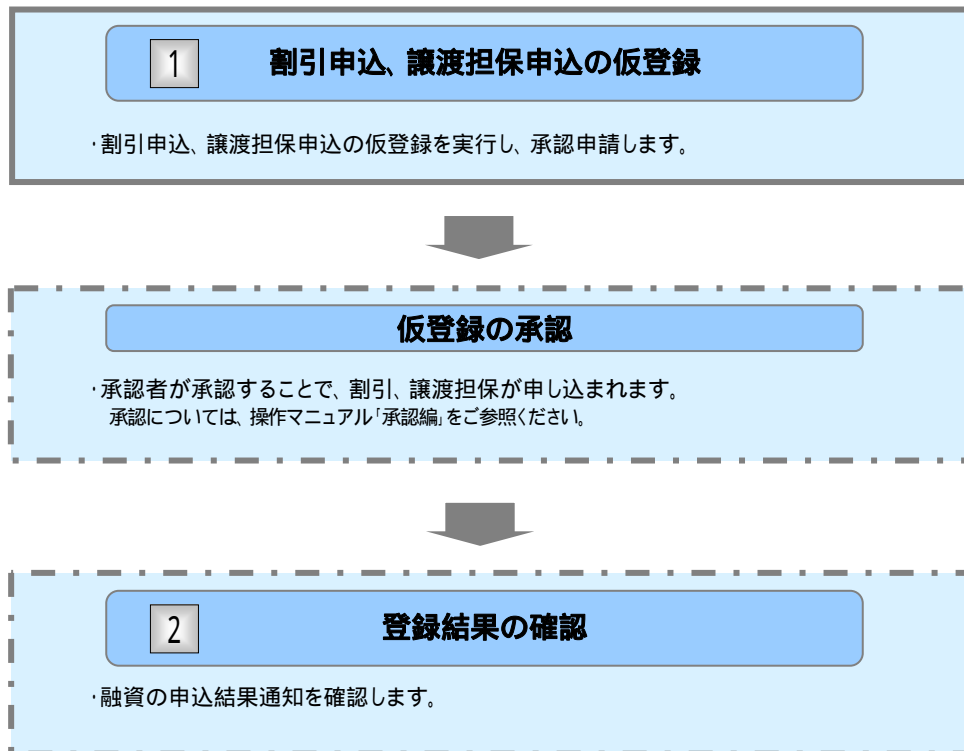 1 割引申込、譲渡担保申込の仮登録
・割引申込、譲渡担保申込の仮登録を実行し、承認申請します。
仮登録の承認
・承認者が承認することで、割引、譲渡担保が申し込まれます。
承認については、操作マニュアル「承認編」をご参照ください。
2 登録結果の確認
・融資の申込結果通知を確認します。